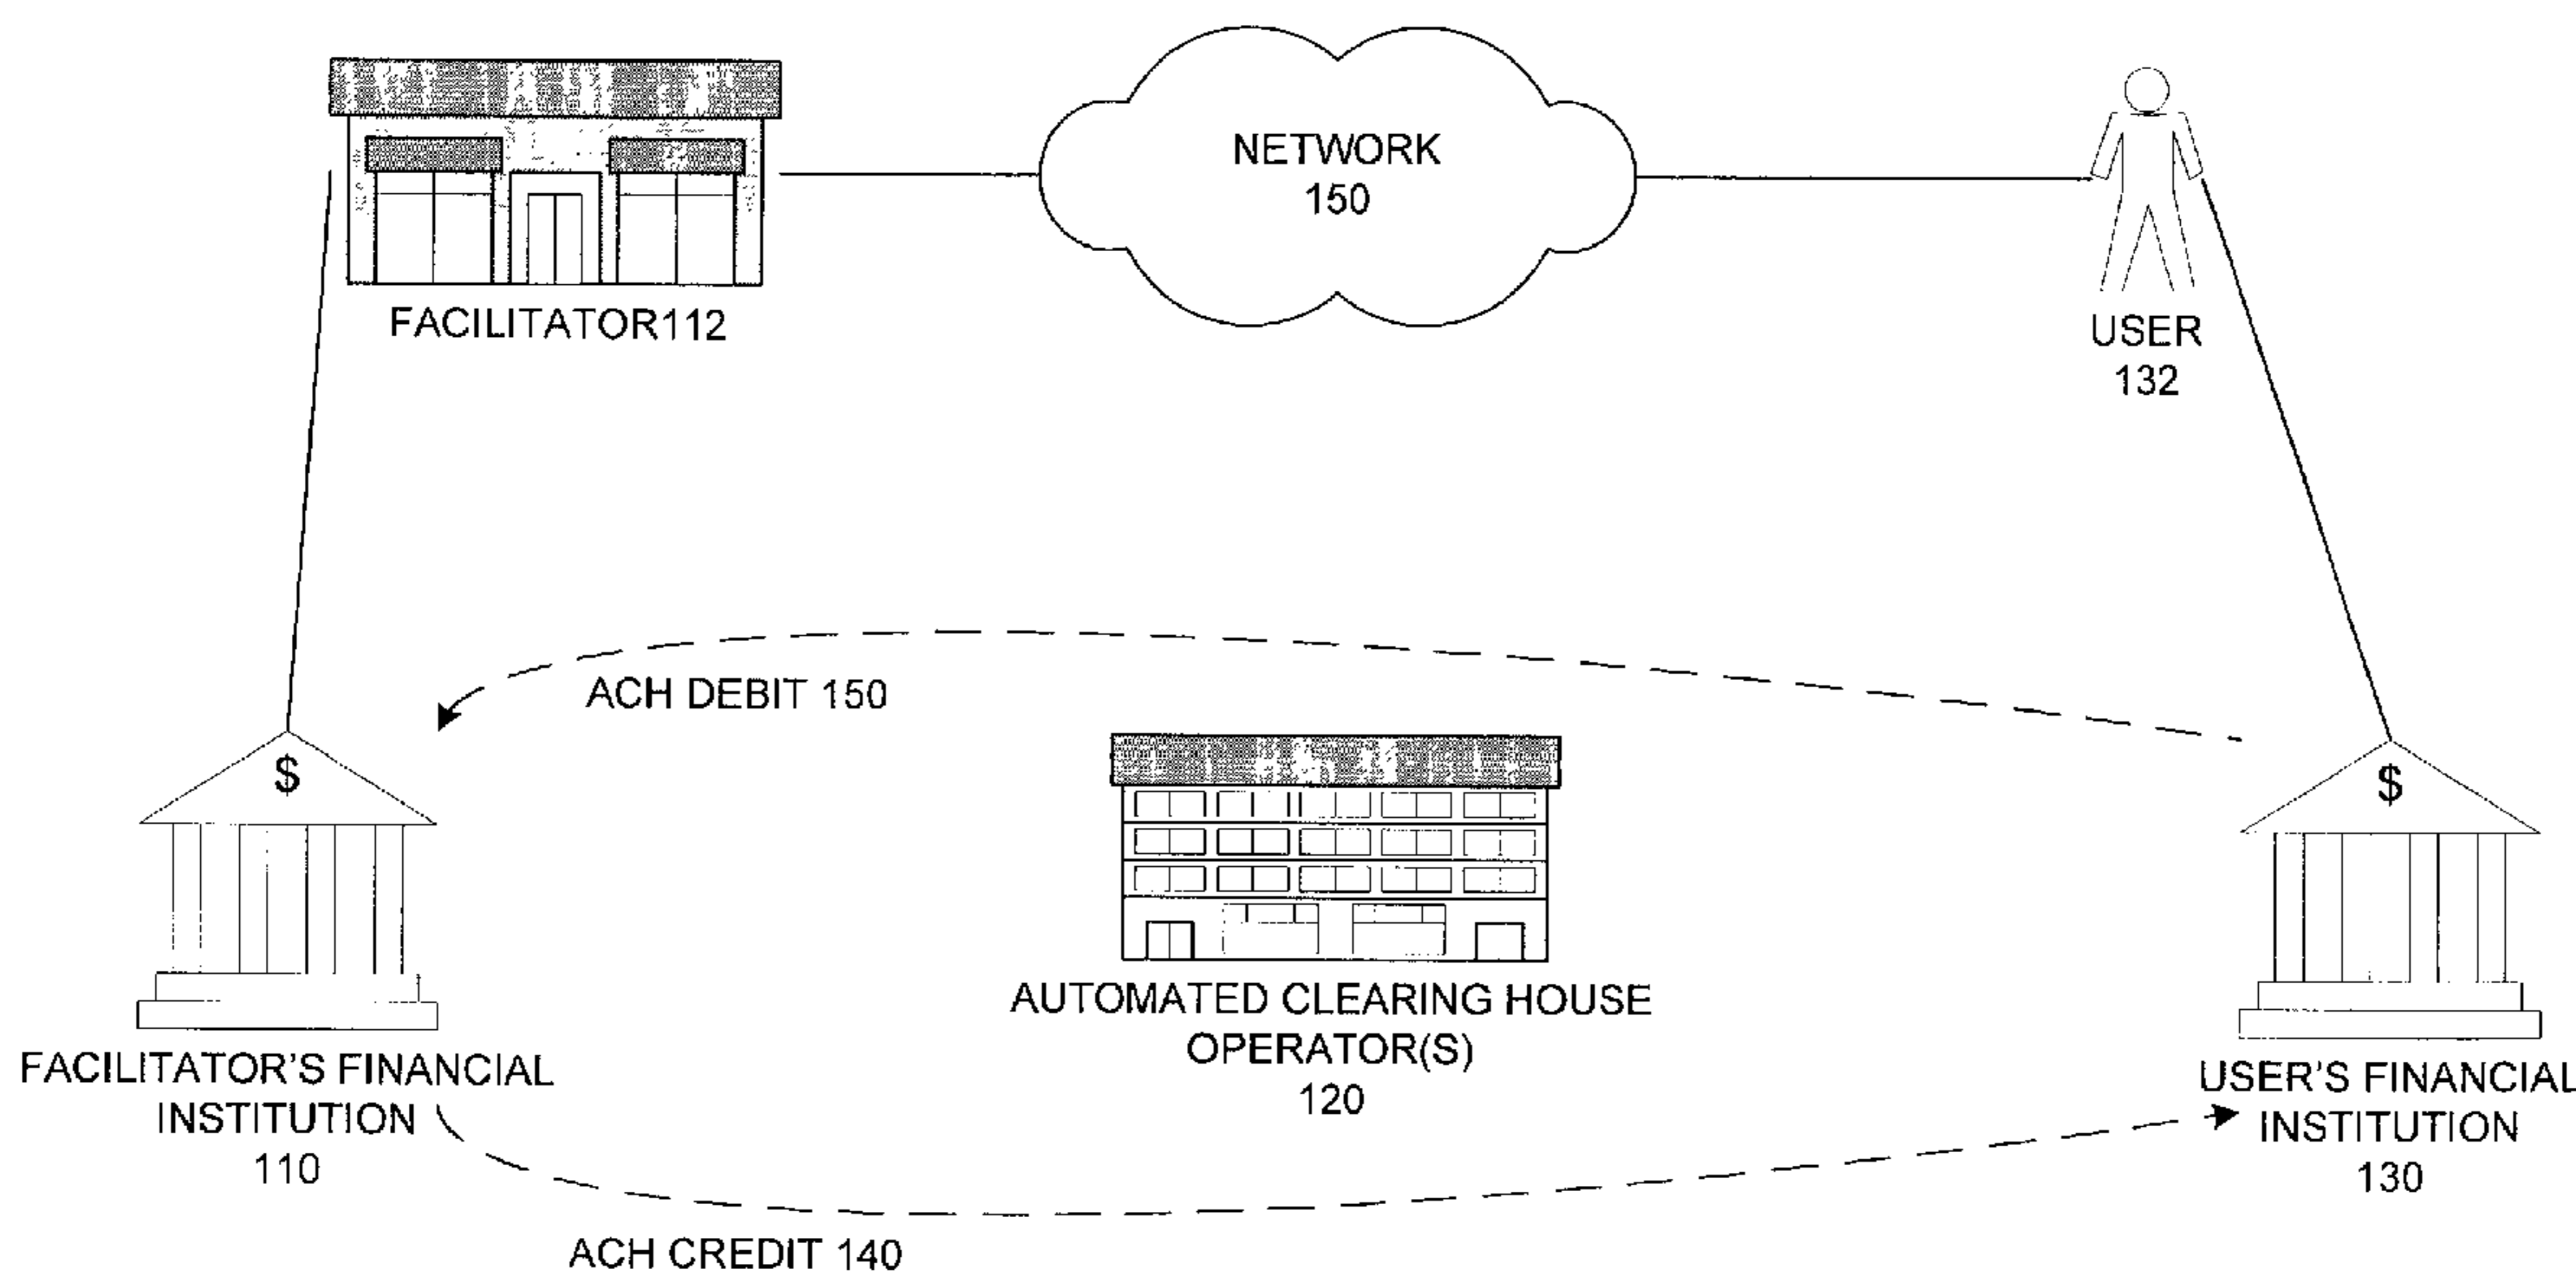 NETWORK
150
FACILITATOR112
USER
132
ACH DEBIT 150
$
$
AUTOMATED CLEARING HOUSE
OPERATOR(S)
120
FACILITATOR'S FINANCIAL
INSTITUTION
110
USER'S FINANCIAL
INSTITUTION
130
ACH CREDIT 140